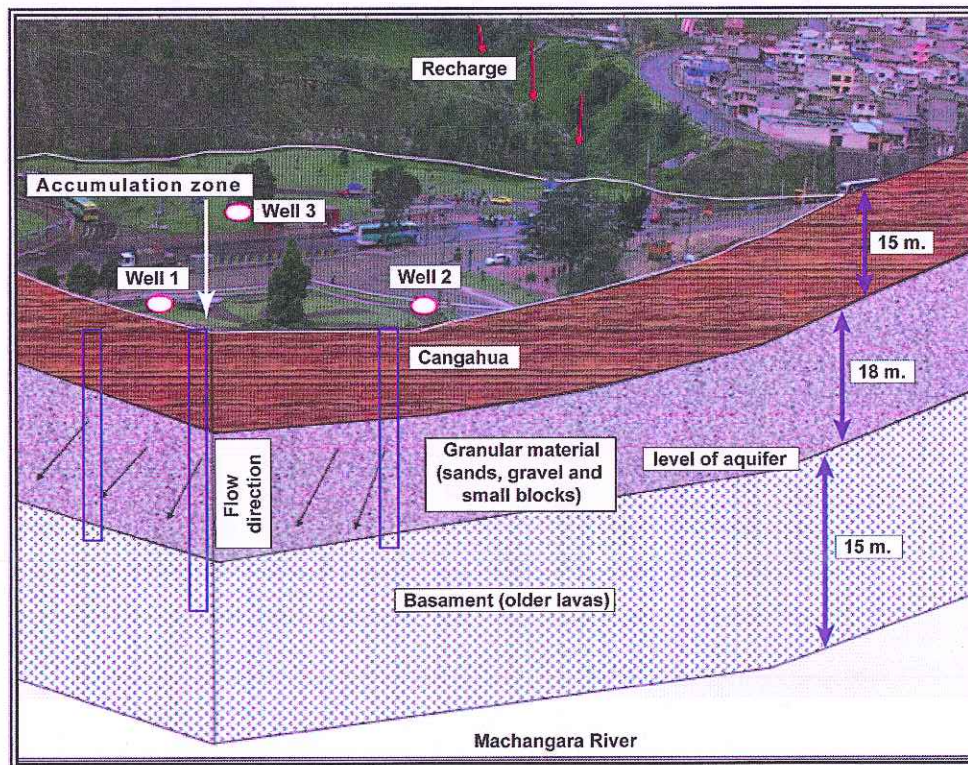 Recharge
Accumulation zone
Well 3
15 m.
Well 1
Well 2
Cangahua
18 m.
Granular material
(sands, gravel and
small blocks)
level of aquifer
Flow
direction
15 m.
Basament (older lavas)
Machangara River